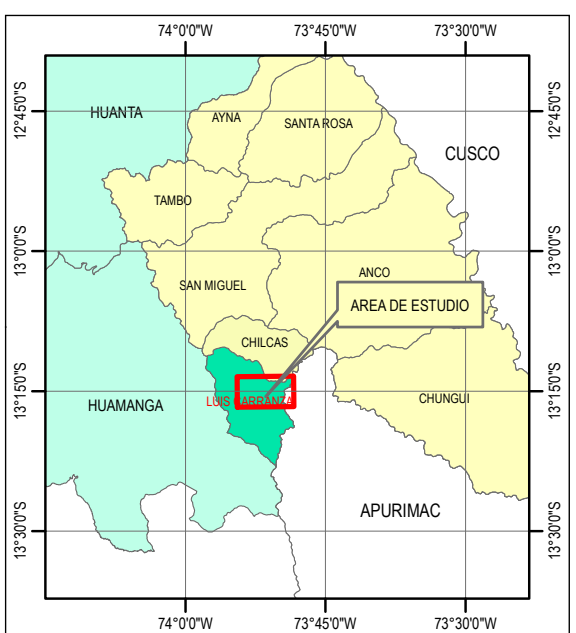 74°0'0"W 73°45'0"W 73°30'0"W
12°45'0"S
12°45'0"S
HUANTA
AYNA
SANTA ROSA
CUSCO
TAMBO
13°0'0"S
13°0'0"S
ANCO
SAN MIGUEL
AREA DE ESTUDIO
CHILCAS
13°15'0"S
13°15'0"S
CHUNGUI
LUIS CARRANZA
HUAMANGA
APURIMAC
13°30'0"S
13°30'0"S
74°0'0"W 73°45'0"W 73°30'0"W